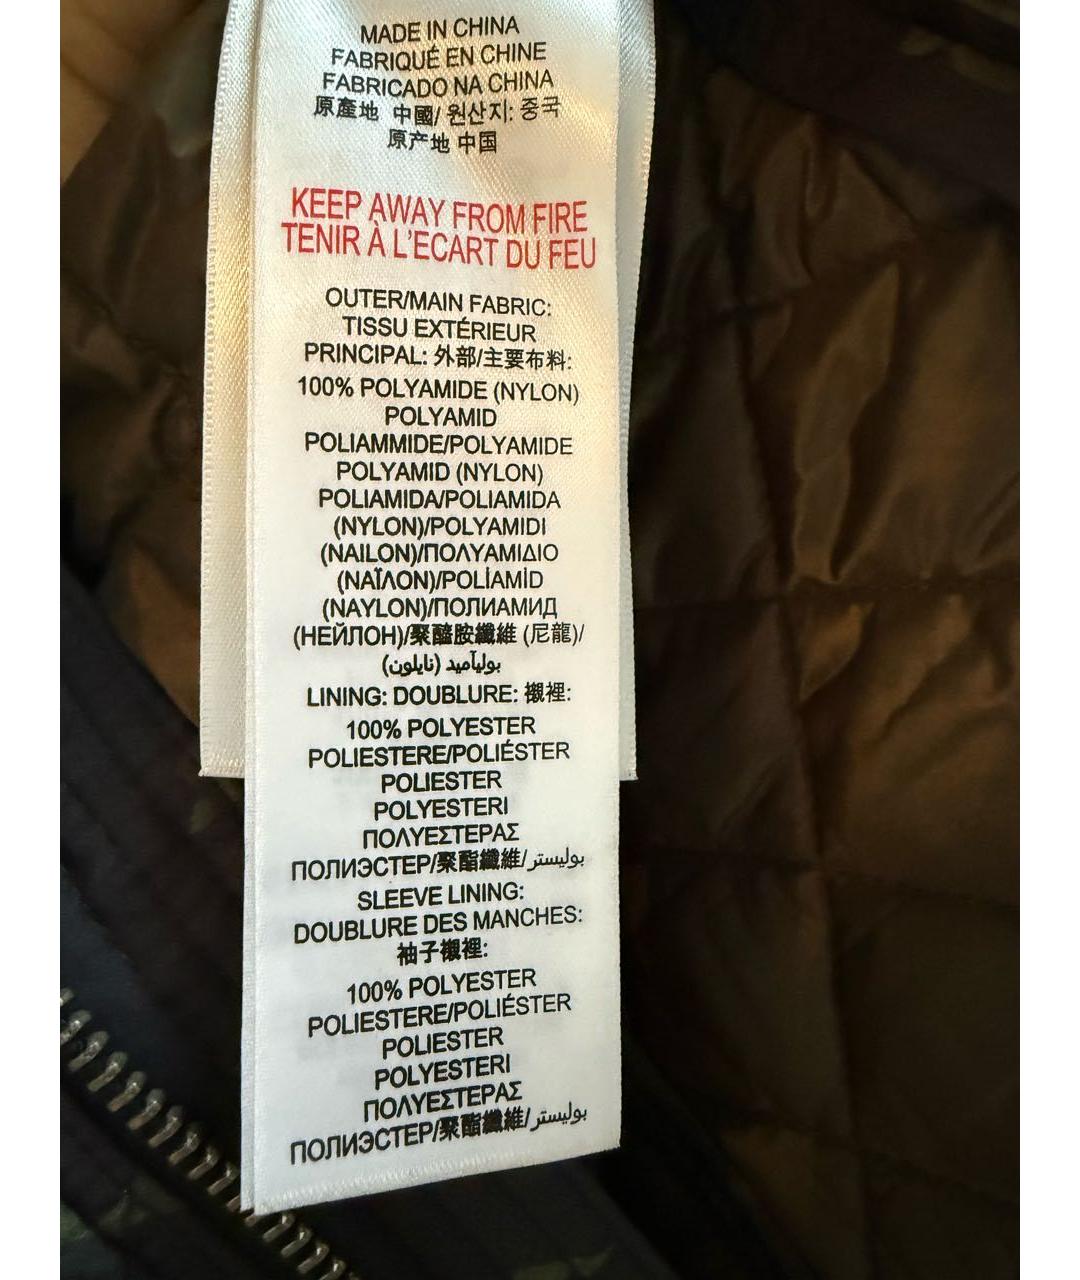 MADE IN CHINA
FABRIQUÉ EN CHINE
FABRICADO NA CHINA
原產地 中國/ 원산지: 중국
原产地 中国
KEEP AWAY FROM FIRE
TENIR À L'ECART DU FEU
OUTER/MAIN FABRIC:
TISSU EXTÉRIEUR
PRINCIPAL: 外部/主要布料:
100% POLYAMIDE (NYLON)
POLYAMID
POLIAMMIDE/POLYAMIDE
POLYAMID (NYLON)
POLIAMIDA/POLIAMIDA
(NYLON)/POLYAMIDI
(NAILON)/ΠΟΛΥΑΜΙΔΙΟ
(ΝΑΪΛΟΝ)/POLİAMİD
(NAYLON)/ПОЛИАМИД
(НЕЙЛОН)/聚醯胺纖維 (尼龍)/
بوليآميد (نايلون)
LINING: DOUBLURE: 襯裡:
100% POLYESTER
POLIESTERE/POLIÉSTER
POLIESTER
POLYESTERI
ΠΟΛΥΕΣΤΕΡΑΣ
ПОЛИЭСТЕР/聚酯纖維/بوليستر
SLEEVE LINING:
DOUBLURE DES MANCHES:
袖子襯裡:
100% POLYESTER
POLIESTERE/POLIÉSTER
POLIESTER
POLYESTERI
ΠΟΛΥΕΣΤΕΡΑΣ
ПОЛИЭСТЕР/聚酯纖維/بوليستر